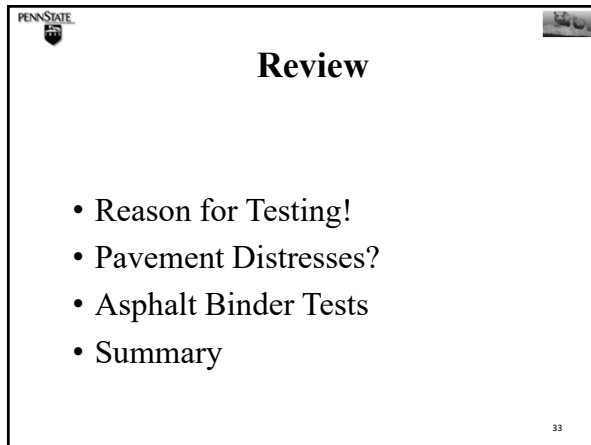 PENNSTATE
Review
• Reason for Testing!
• Pavement Distresses?
• Asphalt Binder Tests
• Summary
33